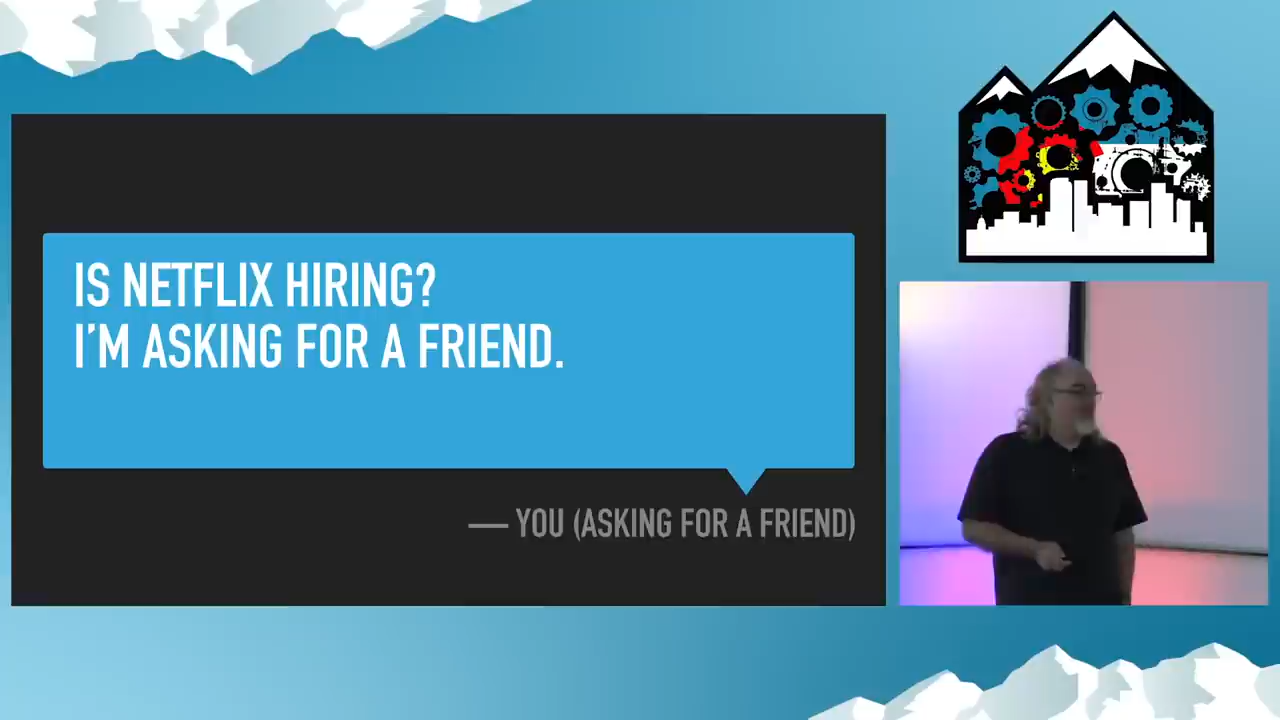 IS NETFLIX HIRING?
I’M ASKING FOR A FRIEND.
— YOU (ASKING FOR A FRIEND)